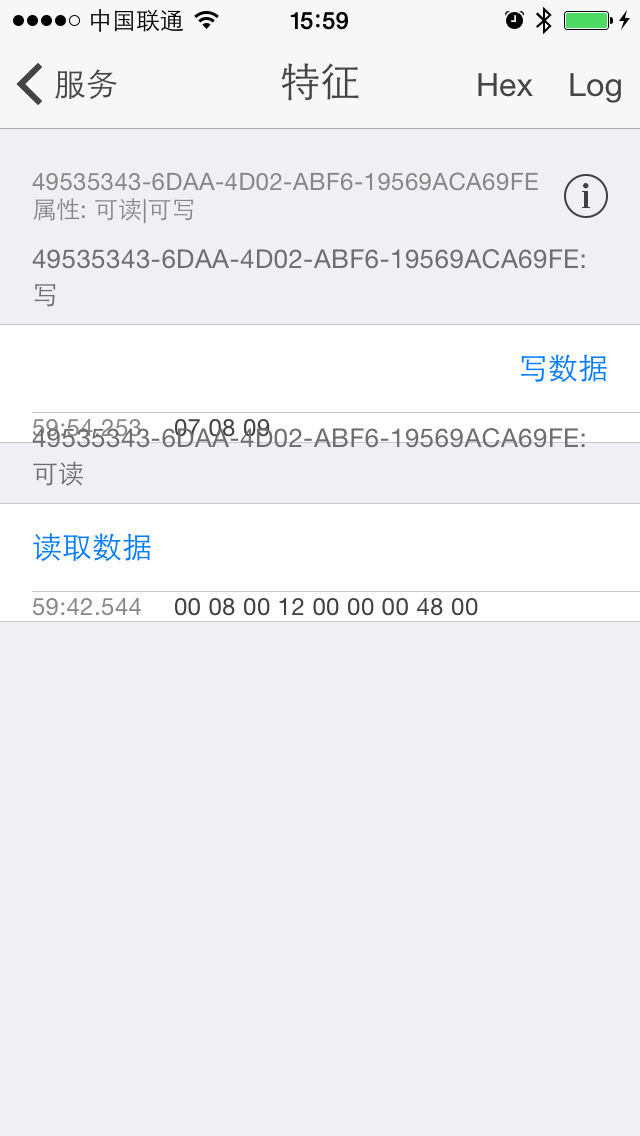 中国联通 15:59
服务 特征 Hex Log
49535343-6DAA-4D02-ABF6-19569ACA69FE
属性: 可读|可写
49535343-6DAA-4D02-ABF6-19569ACA69FE:
写
写数据
59:54.253 07 08 09
49535343-6DAA-4D02-ABF6-19569ACA69FE:
可读
读取数据
59:42.544 00 08 00 12 00 00 00 48 00